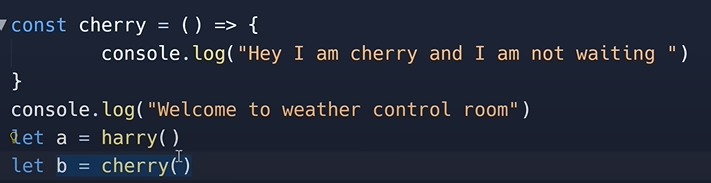 const cherry = () => {
console.log("Hey I am cherry and I am not waiting ")
}
console.log("Welcome to weather control room")
let a = harry()
let b = cherry()